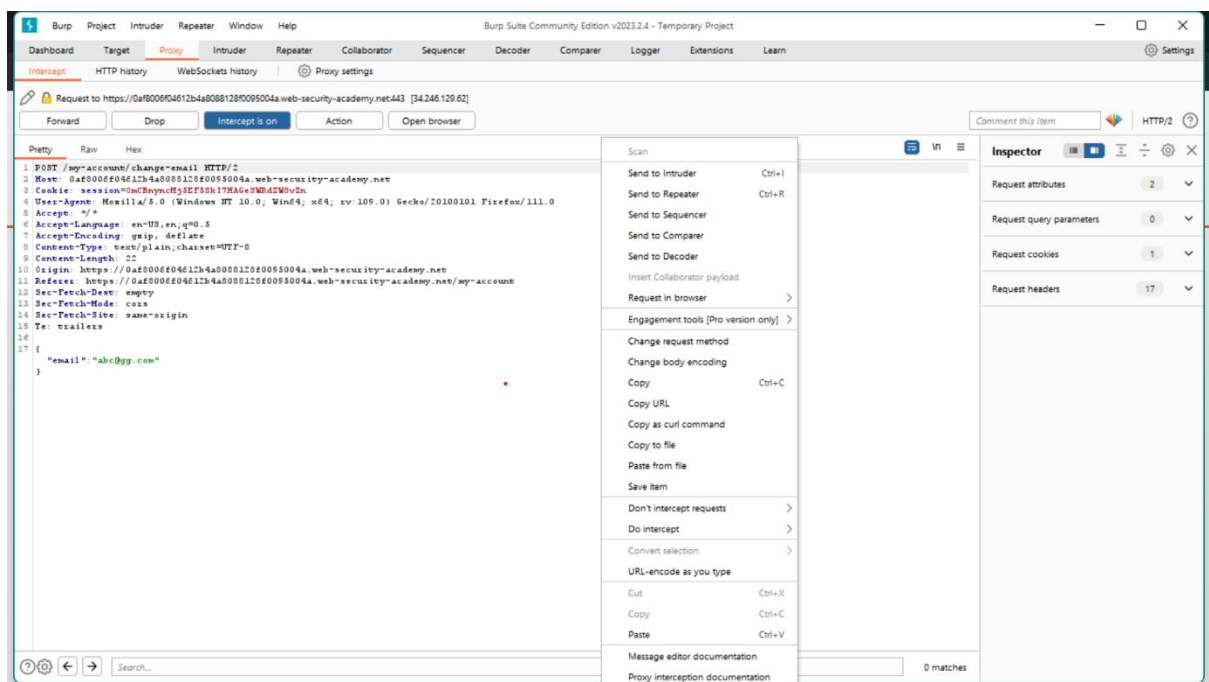 Burp Project Intruder Repeater Window Help Burp Suite Community Edition v2023.2.4 - Temporary Project
Dashboard Target Proxy Intruder Repeater Collaborator Sequencer Decoder Comparer Logger Extensions Learn Settings
Intercept HTTP history WebSockets history Proxy settings
Request to https://0af8006f04612b4a8088128f0095004a.web-security-academy.net:443 [34.246.129.62]
Forward Drop Intercept is on Action Open browser Comment this item HTTP/2
Pretty Raw Hex \n
1 POST /my-account/change-email HTTP/2
2 Host: 0af8006f04612b4a8088128f0095004a.web-security-academy.net
3 Cookie:
4 User-Agent: Mozilla/5.0 (Windows NT 10.0; Win64; x64; rv:109.0) Gecko/20100101 Firefox/111.0
5 Accept: */*
6 Accept-Language: en-US,en;q=0.5
7 Accept-Encoding: gzip, deflate
8 Content-Type: text/plain;charset=UTF-8
9 Content-Length: 22
10 Origin: https://0af8006f04612b4a8088128f0095004a.web-security-academy.net
11 Referer: https://0af8006f04612b4a8088128f0095004a.web-security-academy.net/my-account
12 Sec-Fetch-Dest: empty
13 Sec-Fetch-Mode: cors
14 Sec-Fetch-Site: same-origin
15 Te: trailers
16
17 {
"email":"abc@gg.com"
}
Scan
Send to Intruder Ctrl+I
Send to Repeater Ctrl+R
Send to Sequencer
Send to Comparer
Send to Decoder
Insert Collaborator payload
Request in browser
Engagement tools [Pro version only]
Change request method
Change body encoding
Copy Ctrl+C
Copy URL
Copy as curl command
Copy to file
Paste from file
Save item
Don't intercept requests
Do intercept
Convert selection
URL-encode as you type
Cut Ctrl+X
Copy Ctrl+C
Paste Ctrl+V
Message editor documentation
Proxy interception documentation
Inspector
Request attributes 2
Request query parameters 0
Request cookies 1
Request headers 17
Search... 0 matches